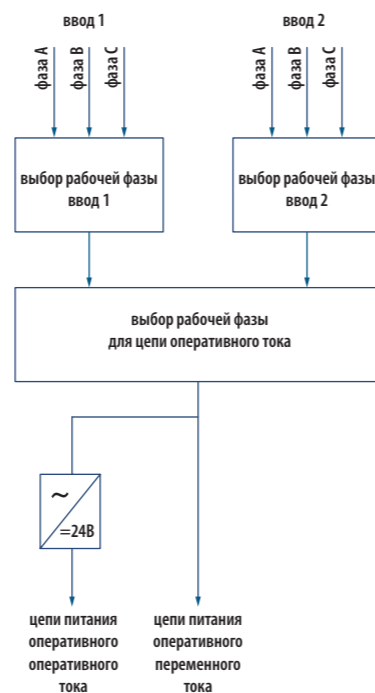 ввод 1
ввод 2
фаза A
фаза B
фаза C
фаза A
фаза B
фаза C
выбор рабочей фазы
ввод 1
выбор рабочей фазы
ввод 2
выбор рабочей фазы
для цепи оперативного тока
~
=24В
цепи питания
оперативного
оперативного
тока
цепи питания
оперативного
переменного
тока